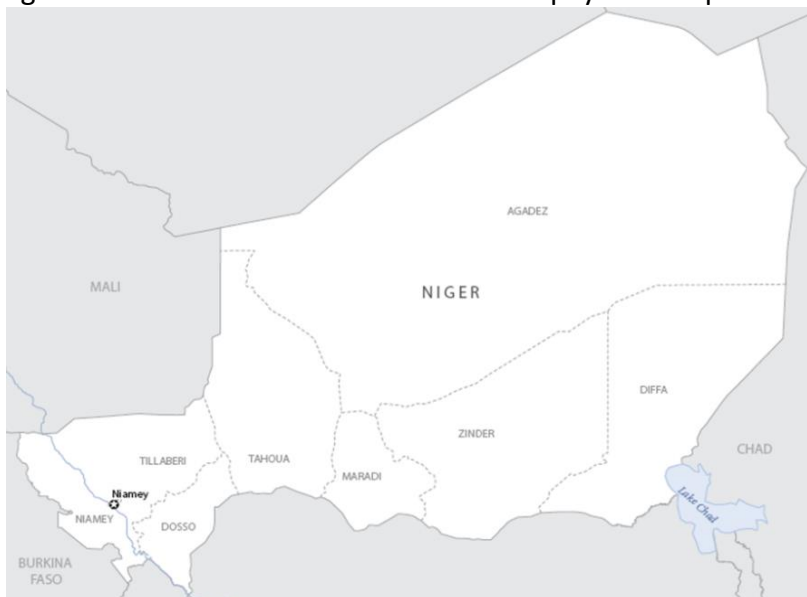 AGADEZ
MALI
NIGER
DIFFA
ZINDER
CHAD
TILLABERI
TAHOUA
MARADI
Niamey
Lake Chad
NIAMEY
DOSSO
BURKINA
FASO